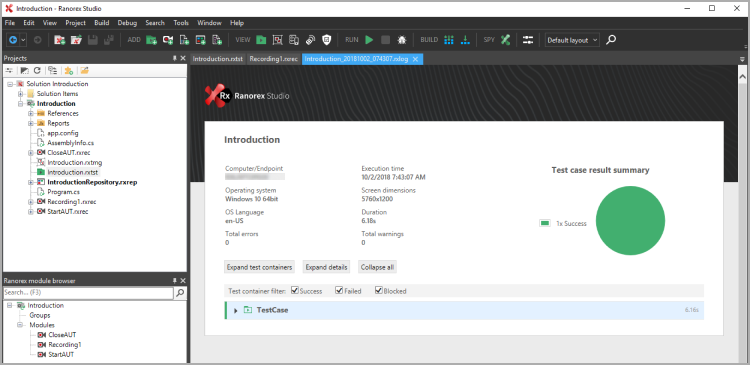 Introduction - Ranorex Studio
File Edit View Project Build Debug Search Tools Window Help
ADD VIEW RUN BUILD SPY Default layout
Projects
Solution Introduction
Solution Items
Introduction
References
Reports
app.config
AssemblyInfo.cs
CloseAUT.rxrec
Introduction.rxtmg
Introduction.rxtst
IntroductionRepository.rxrep
Program.cs
Recording1.rxrec
StartAUT.rxrec
Ranorex module browser
Search... (F3)
Introduction
Groups
Modules
CloseAUT
Recording1
StartAUT
Introduction.rxtst Recording1.rxrec Introduction_20181002_074307.rxlog
Rx Ranorex Studio
Introduction
Computer/Endpoint
Execution time
10/2/2018 7:43:07 AM
Operating system
Windows 10 64bit
Screen dimensions
5760x1200
OS Language
en-US
Duration
6.18s
Total errors
0
Total warnings
0
Test case result summary
1x Success
Expand test containers Expand details Collapse all
Test container filter: Success Failed Blocked
TestCase 6.16s